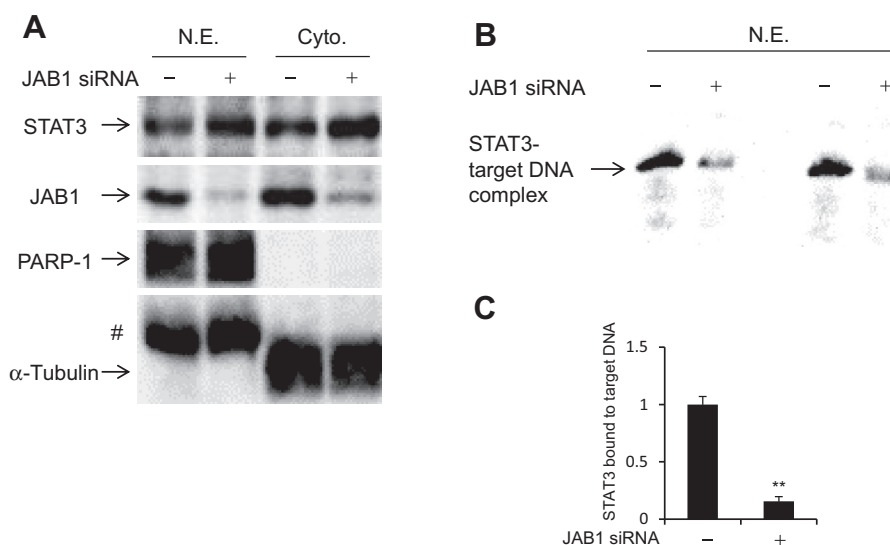 A
N.E. Cyto.
JAB1 siRNA – + – +
STAT3
JAB1
PARP-1
#
α-Tubulin
B
N.E.
JAB1 siRNA – + – +
STAT3-
target DNA
complex
C
STAT3 bound to target DNA
1.5
1
0.5
0
**
JAB1 siRNA – +